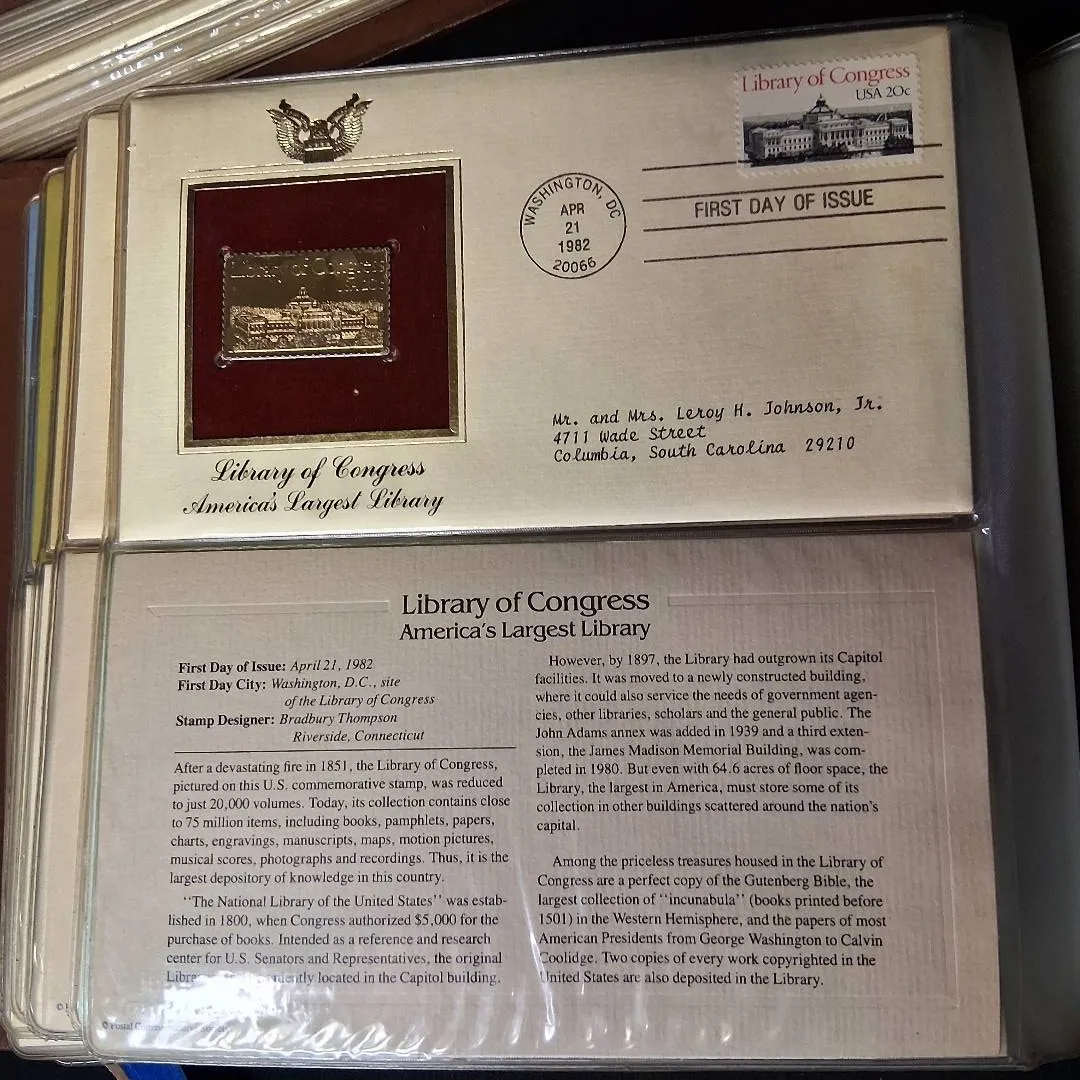 Library of Congress
USA 20c
WASHINGTON, DC
APR
21
1982
20066
FIRST DAY OF ISSUE
Library of Congress
USA 20c
Mr. and Mrs. Leroy H. Johnson, Jr.
4711 Wade Street
Columbia, South Carolina 29210
Library of Congress
America's Largest Library
Library of Congress
America's Largest Library
First Day of Issue: April 21, 1982
First Day City: Washington, D.C., site
of the Library of Congress
Stamp Designer: Bradbury Thompson
Riverside, Connecticut
After a devastating fire in 1851, the Library of Congress,
pictured on this U.S. commemorative stamp, was reduced
to just 20,000 volumes. Today, its collection contains close
to 75 million items, including books, pamphlets, papers,
charts, engravings, manuscripts, maps, motion pictures,
musical scores, photographs and recordings. Thus, it is the
largest depository of knowledge in this country.
"The National Library of the United States" was estab-
lished in 1800, when Congress authorized $5,000 for the
purchase of books. Intended as a reference and research
center for U.S. Senators and Representatives, the original
located in the Capitol building.
However, by 1897, the Library had outgrown its Capitol
facilities. It was moved to a newly constructed building,
where it could also service the needs of government agen-
cies, other libraries, scholars and the general public. The
John Adams annex was added in 1939 and a third exten-
sion, the James Madison Memorial Building, was com-
pleted in 1980. But even with 64.6 acres of floor space, the
Library, the largest in America, must store some of its
collection in other buildings scattered around the nation's
capital.
Among the priceless treasures housed in the Library of
Congress are a perfect copy of the Gutenberg Bible, the
largest collection of "incunabula" (books printed before
1501) in the Western Hemisphere, and the papers of most
American Presidents from George Washington to Calvin
Coolidge. Two copies of every work copyrighted in the
United States are also deposited in the Library.
© Postal